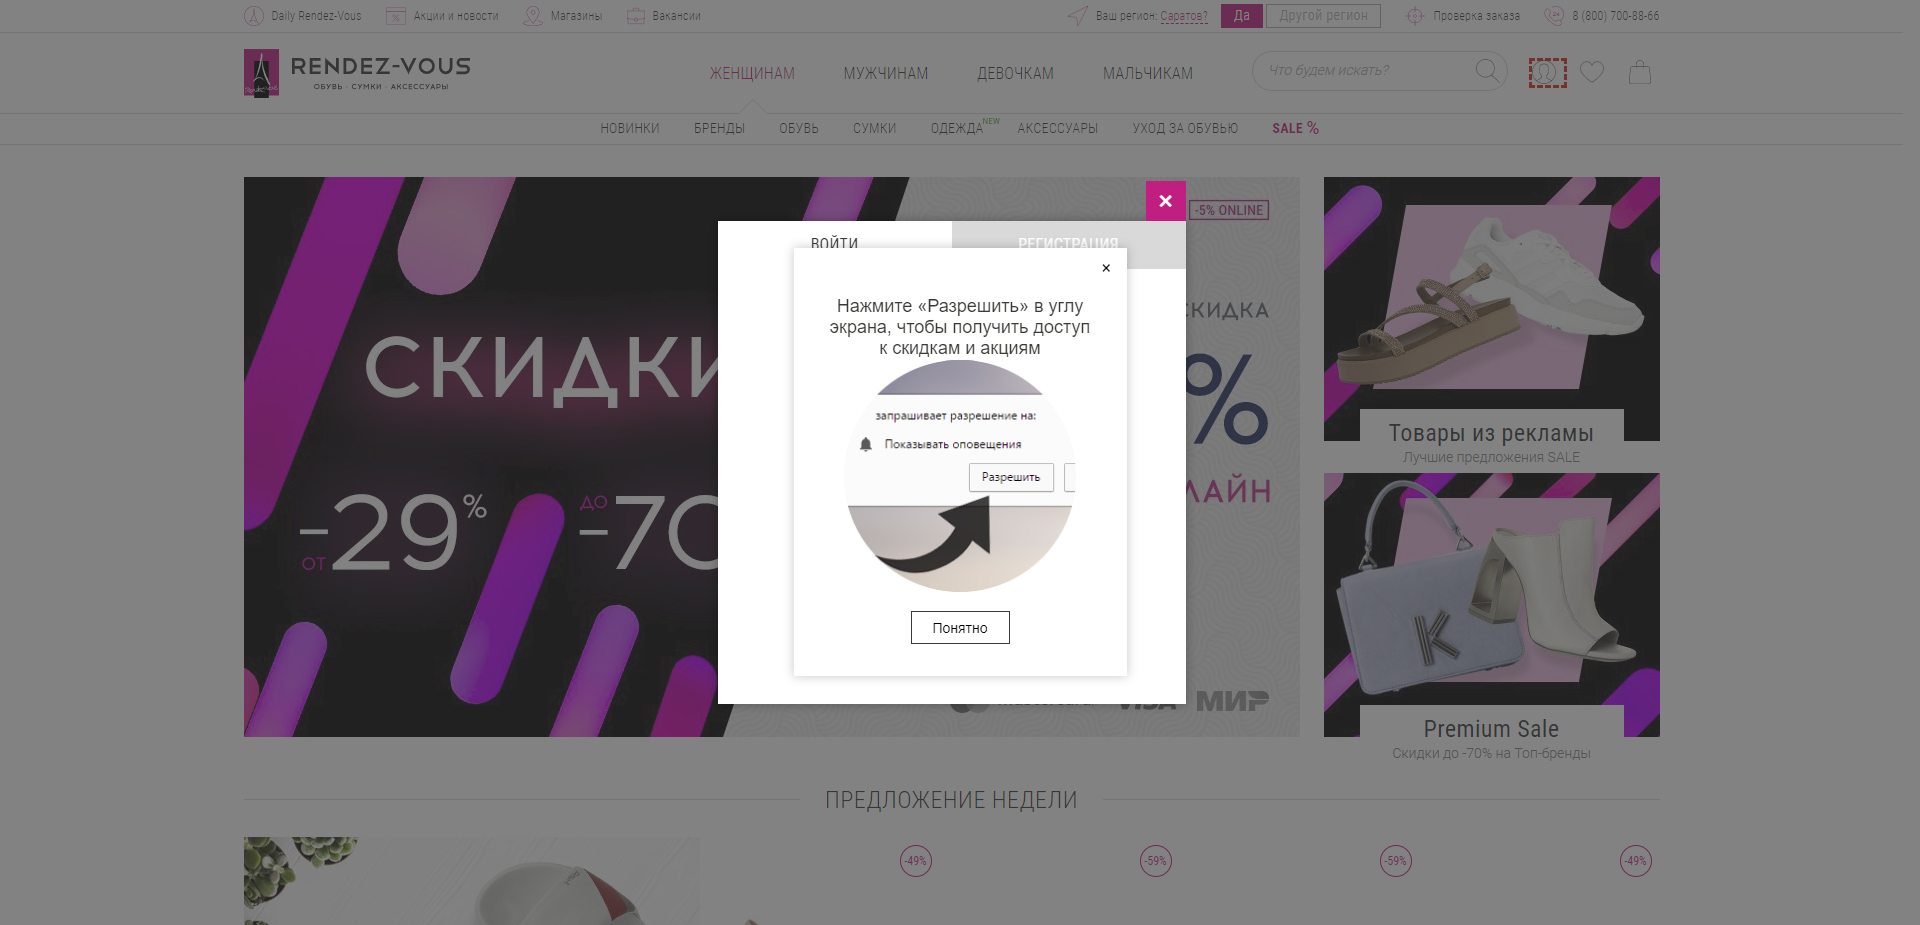 Daily Rendez-Vous
Акции и новости
Магазины
Вакансии
Ваш регион: Саратов?
Да
Другой регион
Проверка заказа
8 (800) 700-88-66
RENDEZ-VOUS
ОБУВЬ · СУМКИ · АКСЕССУАРЫ
ЖЕНЩИНАМ
МУЖЧИНАМ
ДЕВОЧКАМ
МАЛЬЧИКАМ
Что будем искать?
НОВИНКИ
БРЕНДЫ
ОБУВЬ
СУМКИ
ОДЕЖДА NEW
АКСЕССУАРЫ
УХОД ЗА ОБУВЬЮ
SALE %
-5% ONLINE
ВОЙТИ
РЕГИСТРАЦИЯ
×
Нажмите «Разрешить» в углу
экрана, чтобы получить доступ
к скидкам и акциям
запрашивает разрешение на:
Показывать оповещения
Разрешить
Понятно
СКИДКИ
ОТ -29%
ДО -70
СКИДКА
%
ЛАЙН
VISA
МИР
Товары из рекламы
Лучшие предложения SALE
K
Premium Sale
Скидки до -70% на Топ-бренды
ПРЕДЛОЖЕНИЕ НЕДЕЛИ
-49%
-59%
-59%
-49%